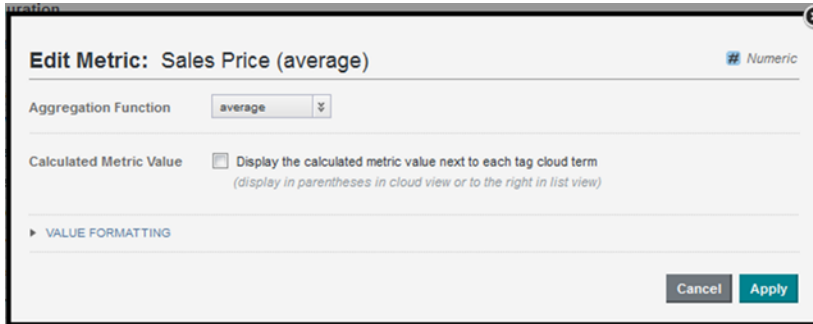 uration
Edit Metric: Sales Price (average)
# Numeric
Aggregation Function
average
Calculated Metric Value
Display the calculated metric value next to each tag cloud term
(display in parentheses in cloud view or to the right in list view)
VALUE FORMATTING
Cancel
Apply